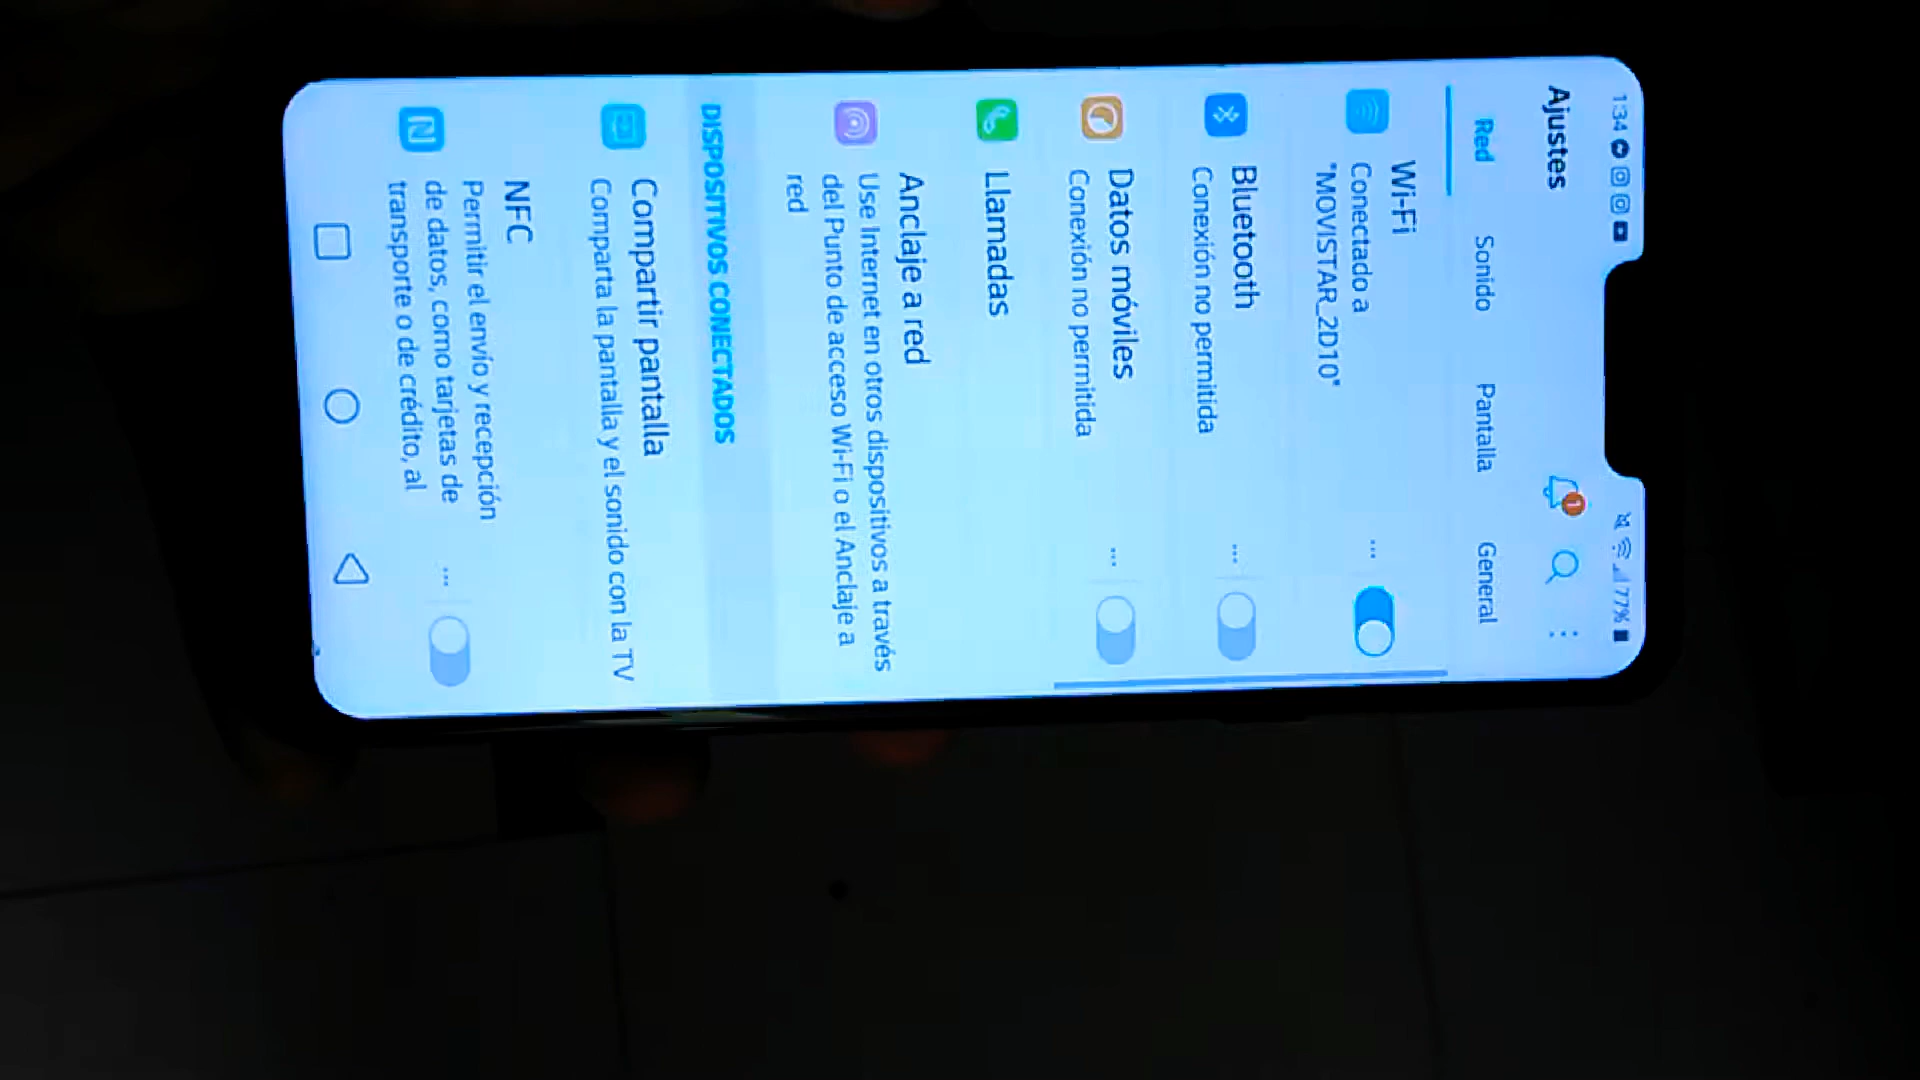 1:34
77%
Ajustes
1
Red
Sonido
Pantalla
General
Wi-Fi
Conectado a
"MOVISTAR_2D10"
Bluetooth
Conexión no permitida
Datos móviles
Conexión no permitida
Llamadas
Anclaje a red
Use Internet en otros dispositivos a través
del Punto de acceso Wi-Fi o el Anclaje a
red
DISPOSITIVOS CONECTADOS
Compartir pantalla
Comparta la pantalla y el sonido con la TV
NFC
Permitir el envío y recepción
de datos, como tarjetas de
transporte o de crédito, al